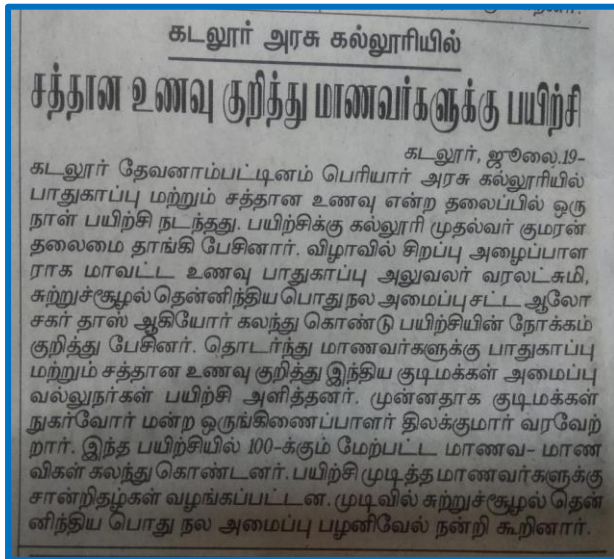 கடலூர் அரசு கல்லூரியில்
சத்தான உணவு குறித்து மாணவர்களுக்கு பயிற்சி
கடலூர், ஜூலை.19-
கடலூர் தேவனாம்பட்டினம் பெரியார் அரசு கல்லூரியில்
பாதுகாப்பு மற்றும் சத்தான உணவு என்ற தலைப்பில் ஒரு
நாள் பயிற்சி நடந்தது. பயிற்சிக்கு கல்லூரி முதல்வர் குமரன்
தலைமை தாங்கி பேசினார். விழாவில் சிறப்பு அழைப்பாள
ராக மாவட்ட உணவு பாதுகாப்பு அலுவலர் வரலட்சுமி,
சுற்றுச்சூழல் தென்னிந்திய பொது நல அமைப்பு சட்ட ஆலோ
சகர் தாஸ் ஆகியோர் கலந்து கொண்டு பயிற்சியின் நோக்கம்
குறித்து பேசினர். தொடர்ந்து மாணவர்களுக்கு பாதுகாப்பு
மற்றும் சத்தான உணவு குறித்து இந்திய குடிமக்கள் அமைப்பு
வல்லுநர்கள் பயிற்சி அளித்தனர். முன்னதாக குடிமக்கள்
நுகர்வோர் மன்ற ஒருங்கிணைப்பாளர் திலக்குமார் வரவேற்
றார். இந்த பயிற்சியில் 100-க்கும் மேற்பட்ட மாணவ- மாண
விகள் கலந்து கொண்டனர். பயிற்சி முடித்த மாணவர்களுக்கு
சான்றிதழ்கள் வழங்கப்பட்டன. முடிவில் சுற்றுச்சூழல் தென்
னிந்திய பொது நல அமைப்பு பழனிவேல் நன்றி கூறினார்.